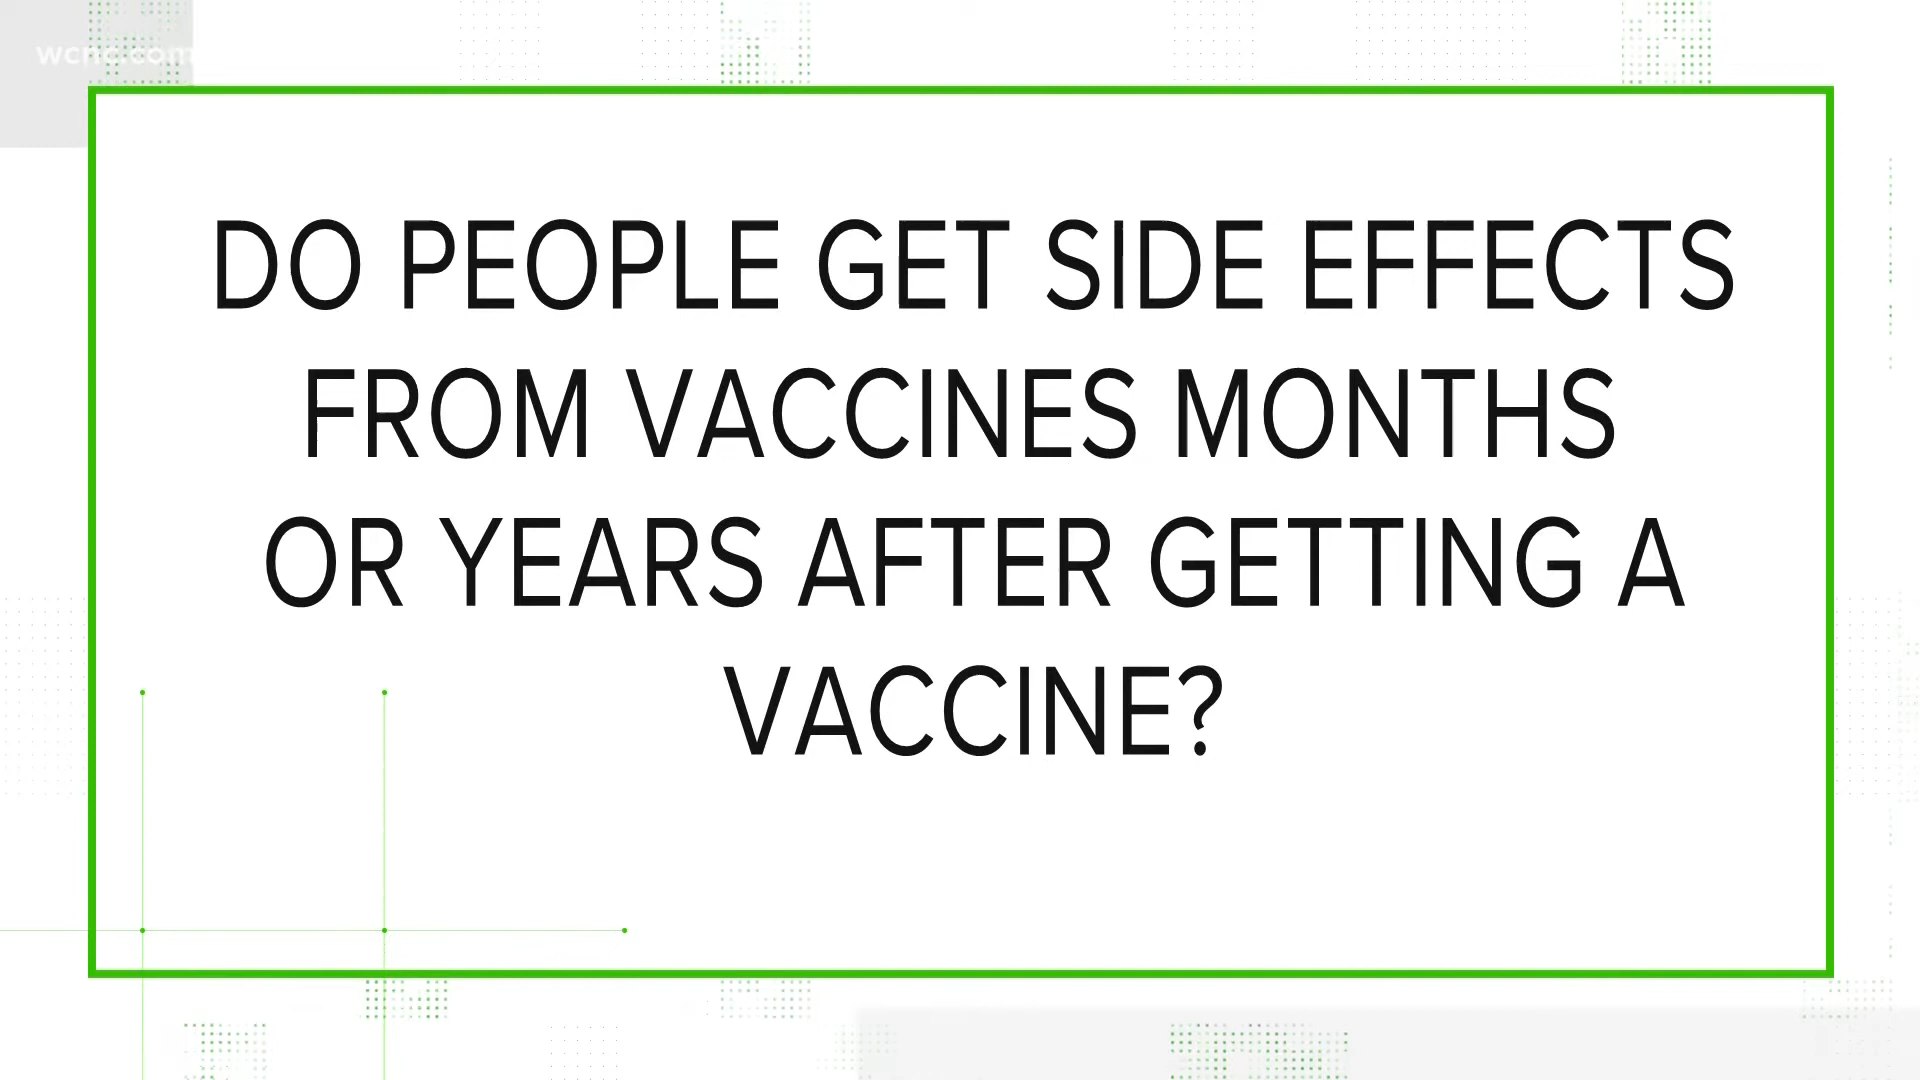 wcnc.com
DO PEOPLE GET SIDE EFFECTS
FROM VACCINES MONTHS
OR YEARS AFTER GETTING A
VACCINE?